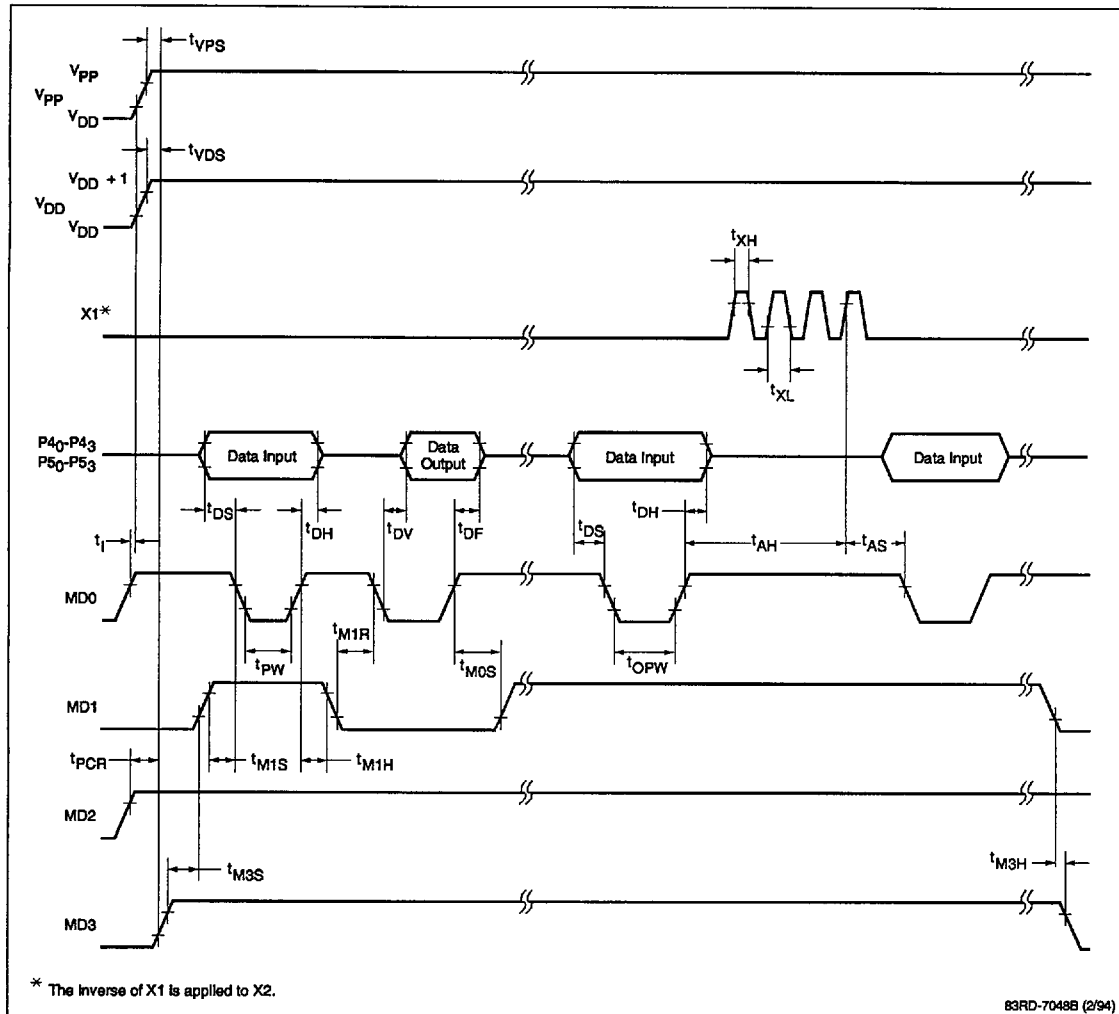 tVPS
VPP
VPP
VDD
tVDS
VDD + 1
VDD
VDD
tXH
X1*
tXL
P40-P43
P50-P53
Data Input
Data Output
Data Input
Data Input
tDS
tDH
tDV
tDF
tDS
tDH
tAH
tAS
tI
MD0
tM1R
tPW
tM0S
tOPW
MD1
tPCR
tM1S
tM1H
MD2
tM3S
tM3H
MD3
* The inverse of X1 is applied to X2.
83RD-7048B (2/94)